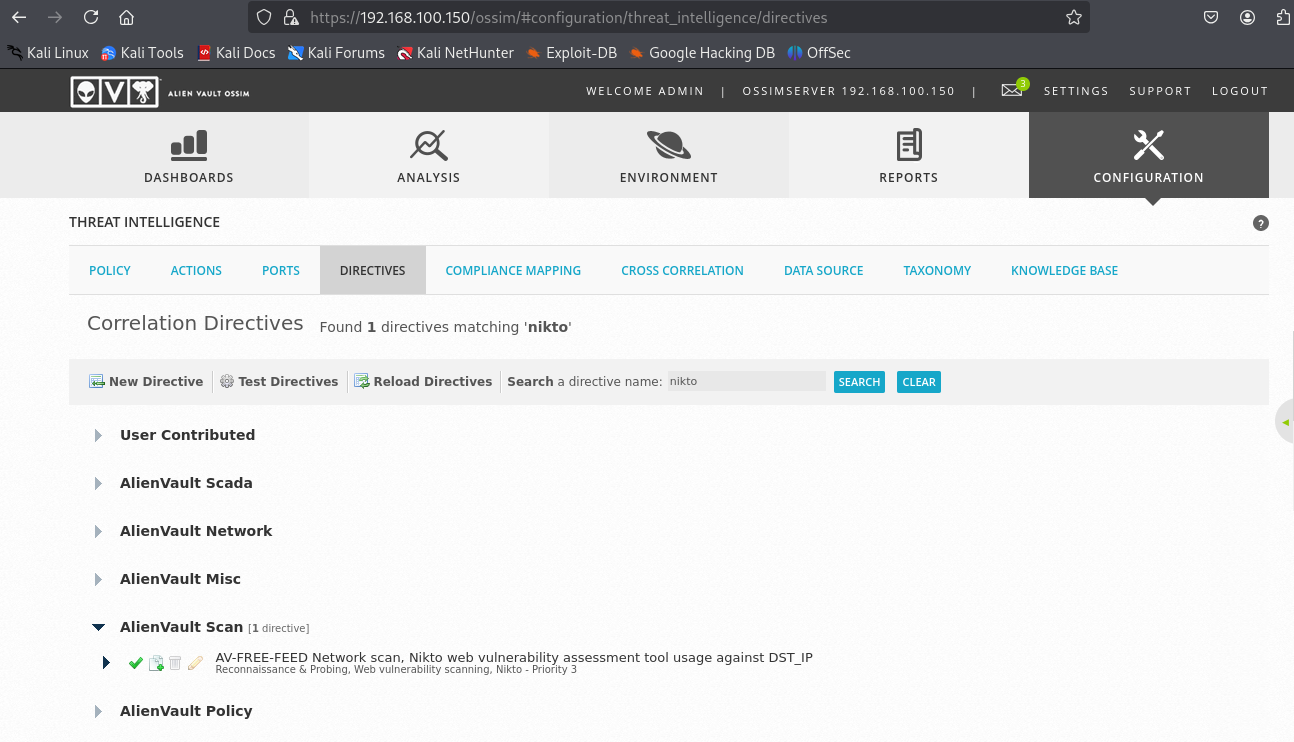 https://192.168.100.150/ossim/#configuration/threat_intelligence/directives
Kali Linux Kali Tools Kali Docs Kali Forums Kali NetHunter Exploit-DB Google Hacking DB OffSec
V ALIEN VAULT OSSIM WELCOME ADMIN | OSSIMSERVER 192.168.100.150 | 3 SETTINGS SUPPORT LOGOUT
DASHBOARDS ANALYSIS ENVIRONMENT REPORTS CONFIGURATION
THREAT INTELLIGENCE ?
POLICY ACTIONS PORTS DIRECTIVES COMPLIANCE MAPPING CROSS CORRELATION DATA SOURCE TAXONOMY KNOWLEDGE BASE
Correlation Directives Found 1 directives matching 'nikto'
New Directive Test Directives Reload Directives Search a directive name: nikto SEARCH CLEAR
User Contributed
AlienVault Scada
AlienVault Network
AlienVault Misc
AlienVault Scan [1 directive]
AV-FREE-FEED Network scan, Nikto web vulnerability assessment tool usage against DST_IP
Reconnaissance & Probing, Web vulnerability scanning, Nikto - Priority 3
AlienVault Policy